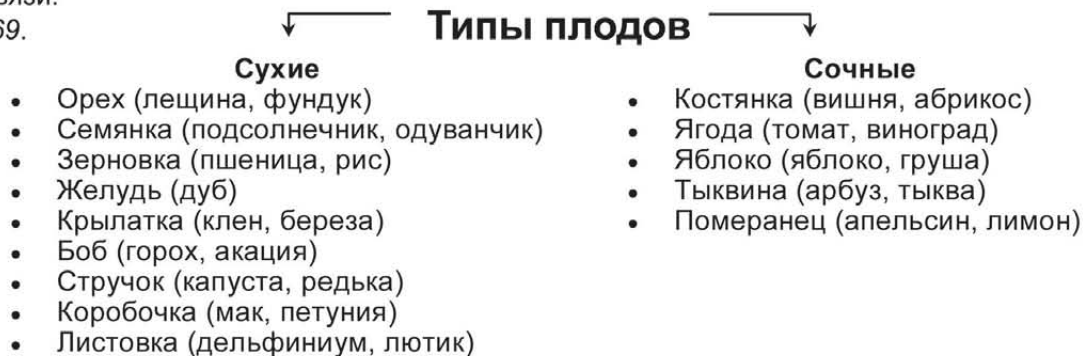 69.
Типы плодов
Сухие
• Орех (лещина, фундук)
• Семянка (подсолнечник, одуванчик)
• Зерновка (пшеница, рис)
• Желудь (дуб)
• Крылатка (клен, береза)
• Боб (горох, акация)
• Стручок (капуста, редька)
• Коробочка (мак, петуния)
• Листовка (дельфиниум, лютик)
Сочные
• Костянка (вишня, абрикос)
• Ягода (томат, виноград)
• Яблоко (яблоко, груша)
• Тыквина (арбуз, тыква)
• Померанец (апельсин, лимон)